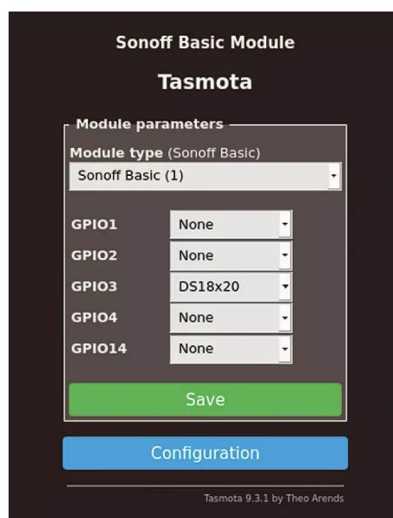 Sonoff Basic Module
Tasmota
Module parameters
Module type (Sonoff Basic)
Sonoff Basic (1)
GPIO1 None
GPIO2 None
GPIO3 DS18x20
GPIO4 None
GPIO14 None
Save
Configuration
Tasmota 9.3.1 by Theo Arends